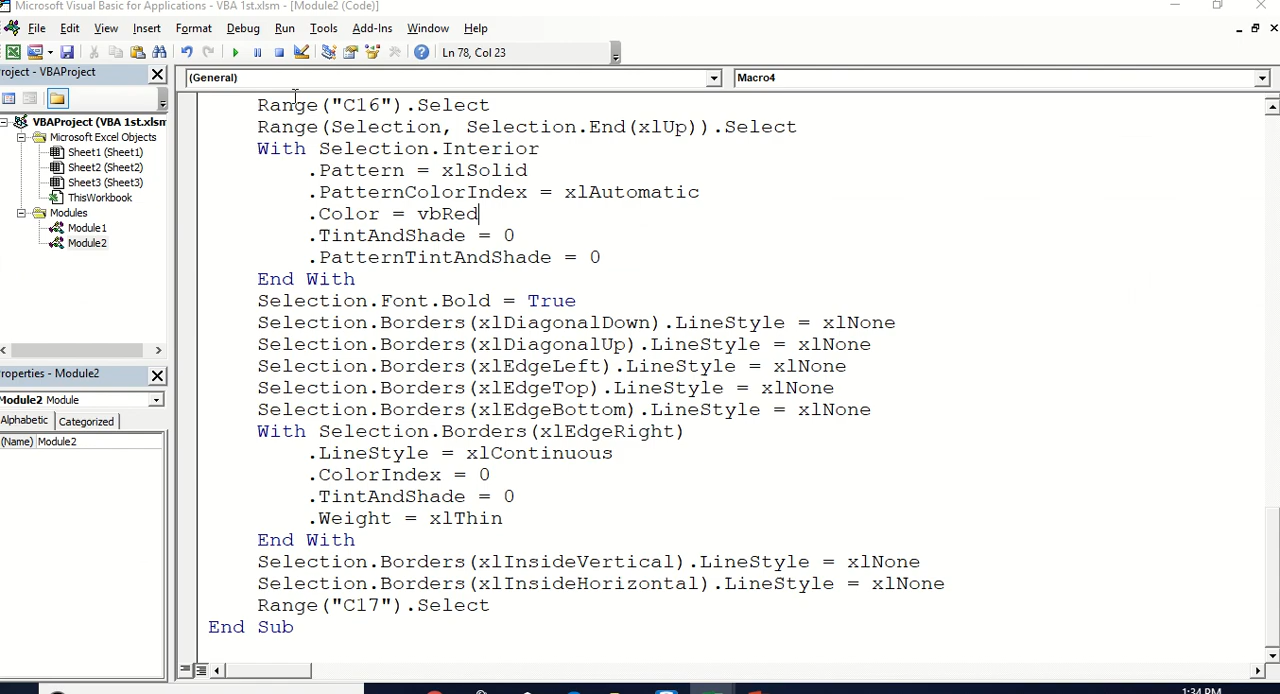 Microsoft Visual Basic for Applications - VBA 1st.xlsm - [Module2 (Code)]
File Edit View Insert Format Debug Run Tools Add-Ins Window Help
Ln 78, Col 23
roject - VBAProject
(General)
Macro4
VBAProject (VBA 1st.xlsm
Microsoft Excel Objects
Sheet1 (Sheet1)
Sheet2 (Sheet2)
Sheet3 (Sheet3)
ThisWorkbook
Modules
Module1
Module2
roperties - Module2
Module2 Module
Alphabetic Categorized
(Name) Module2
Range("C16").Select
Range(Selection, Selection.End(xlUp)).Select
With Selection.Interior
.Pattern = xlSolid
.PatternColorIndex = xlAutomatic
.Color = vbRed
.TintAndShade = 0
.PatternTintAndShade = 0
End With
Selection.Font.Bold = True
Selection.Borders(xlDiagonalDown).LineStyle = xlNone
Selection.Borders(xlDiagonalUp).LineStyle = xlNone
Selection.Borders(xlEdgeLeft).LineStyle = xlNone
Selection.Borders(xlEdgeTop).LineStyle = xlNone
Selection.Borders(xlEdgeBottom).LineStyle = xlNone
With Selection.Borders(xlEdgeRight)
.LineStyle = xlContinuous
.ColorIndex = 0
.TintAndShade = 0
.Weight = xlThin
End With
Selection.Borders(xlInsideVertical).LineStyle = xlNone
Selection.Borders(xlInsideHorizontal).LineStyle = xlNone
Range("C17").Select
End Sub
1:34 PM